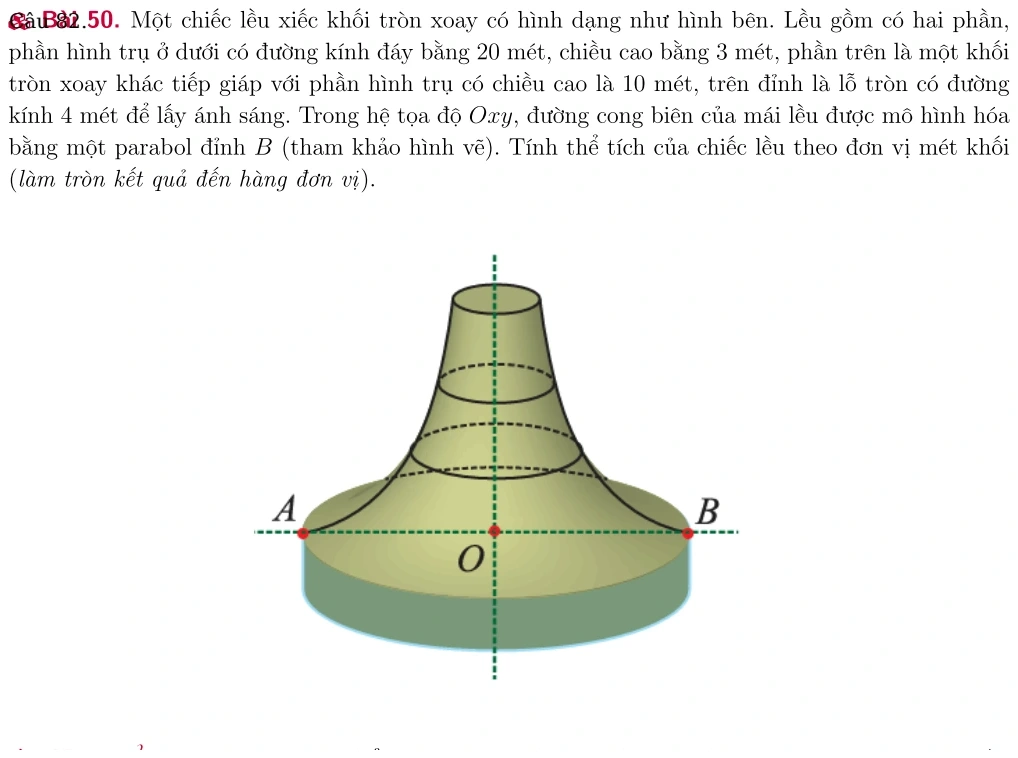 Câu 82. Bài 50. Một chiếc lều xiếc khối tròn xoay có hình dạng như hình bên. Lều gồm có hai phần,
phần hình trụ ở dưới có đường kính đáy bằng 20 mét, chiều cao bằng 3 mét, phần trên là một khối
tròn xoay khác tiếp giáp với phần hình trụ có chiều cao là 10 mét, trên đỉnh là lỗ tròn có đường
kính 4 mét để lấy ánh sáng. Trong hệ tọa độ Oxy, đường cong biên của mái lều được mô hình hóa
bằng một parabol đỉnh B (tham khảo hình vẽ). Tính thể tích của chiếc lều theo đơn vị mét khối
(làm tròn kết quả đến hàng đơn vị).
A
B
O